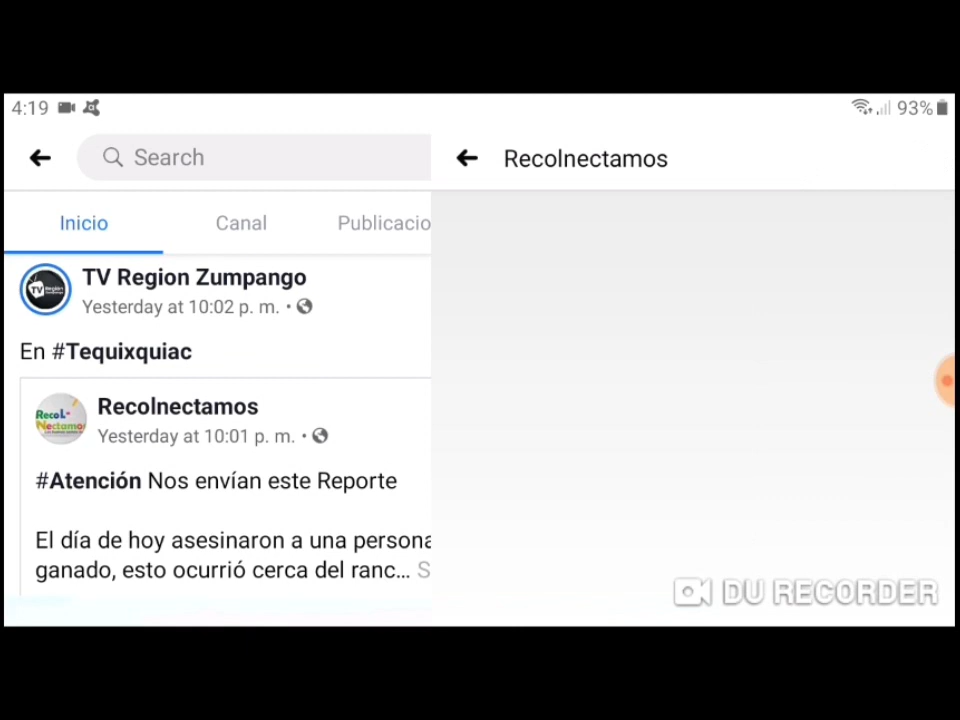 4:19
93%
Search
Recolnectamos
Inicio
Canal
Publicacio
TV Region Zumpango
Yesterday at 10:02 p. m. •
En #Tequixquiac
Recolnectamos
Yesterday at 10:01 p. m. •
#Atención Nos envían este Reporte
El día de hoy asesinaron a una persona
ganado, esto ocurrió cerca del ranc... S
DU RECORDER